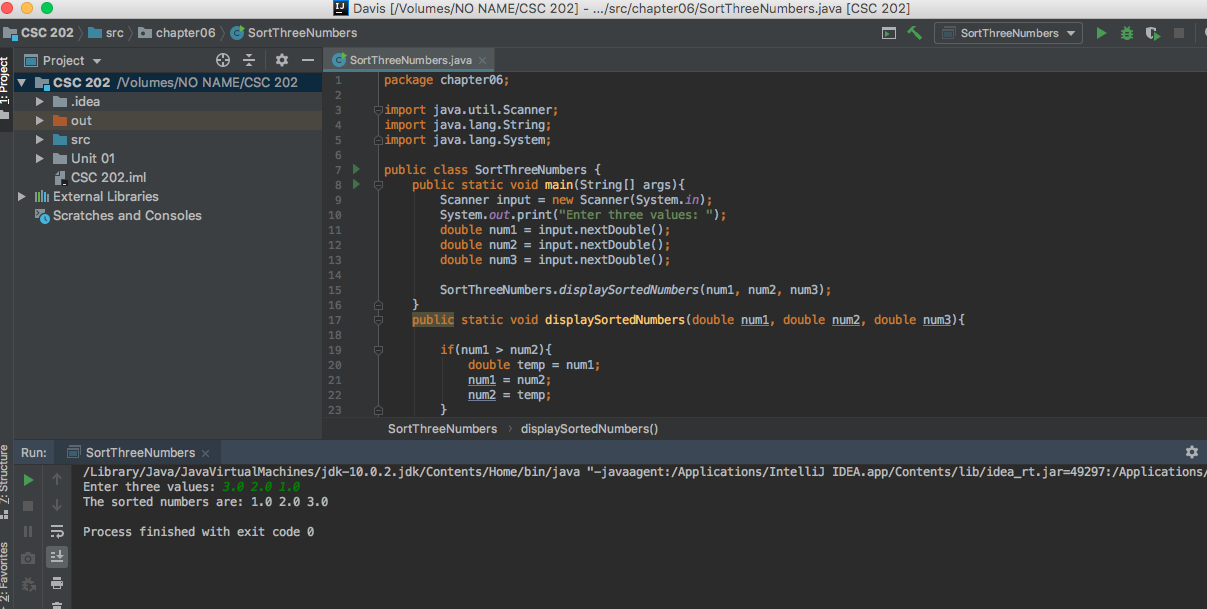 Davis [/Volumes/NO NAME/CSC 202] - .../src/chapter06/SortThreeNumbers.java [CSC 202]
CSC 202 src chapter06 SortThreeNumbers
SortThreeNumbers
1: Project
Project
SortThreeNumbers.java
CSC 202 /Volumes/NO NAME/CSC 202
.idea
out
src
Unit 01
CSC 202.iml
External Libraries
Scratches and Consoles
1 package chapter06;
2
3 import java.util.Scanner;
4 import java.lang.String;
5 import java.lang.System;
6
7 public class SortThreeNumbers {
8 public static void main(String[] args){
9 Scanner input = new Scanner(System.in);
10 System.out.print("Enter three values: ");
11 double num1 = input.nextDouble();
12 double num2 = input.nextDouble();
13 double num3 = input.nextDouble();
14
15 SortThreeNumbers.displaySortedNumbers(num1, num2, num3);
16 }
17 public static void displaySortedNumbers(double num1, double num2, double num3){
18
19 if(num1 > num2){
20 double temp = num1;
21 num1 = num2;
22 num2 = temp;
23 }
SortThreeNumbers › displaySortedNumbers()
Run: SortThreeNumbers
7: Structure
2: Favorites
/Library/Java/JavaVirtualMachines/jdk-10.0.2.jdk/Contents/Home/bin/java "-javaagent:/Applications/IntelliJ IDEA.app/Contents/lib/idea_rt.jar=49297:/Applications/
Enter three values: 3.0 2.0 1.0
The sorted numbers are: 1.0 2.0 3.0
Process finished with exit code 0